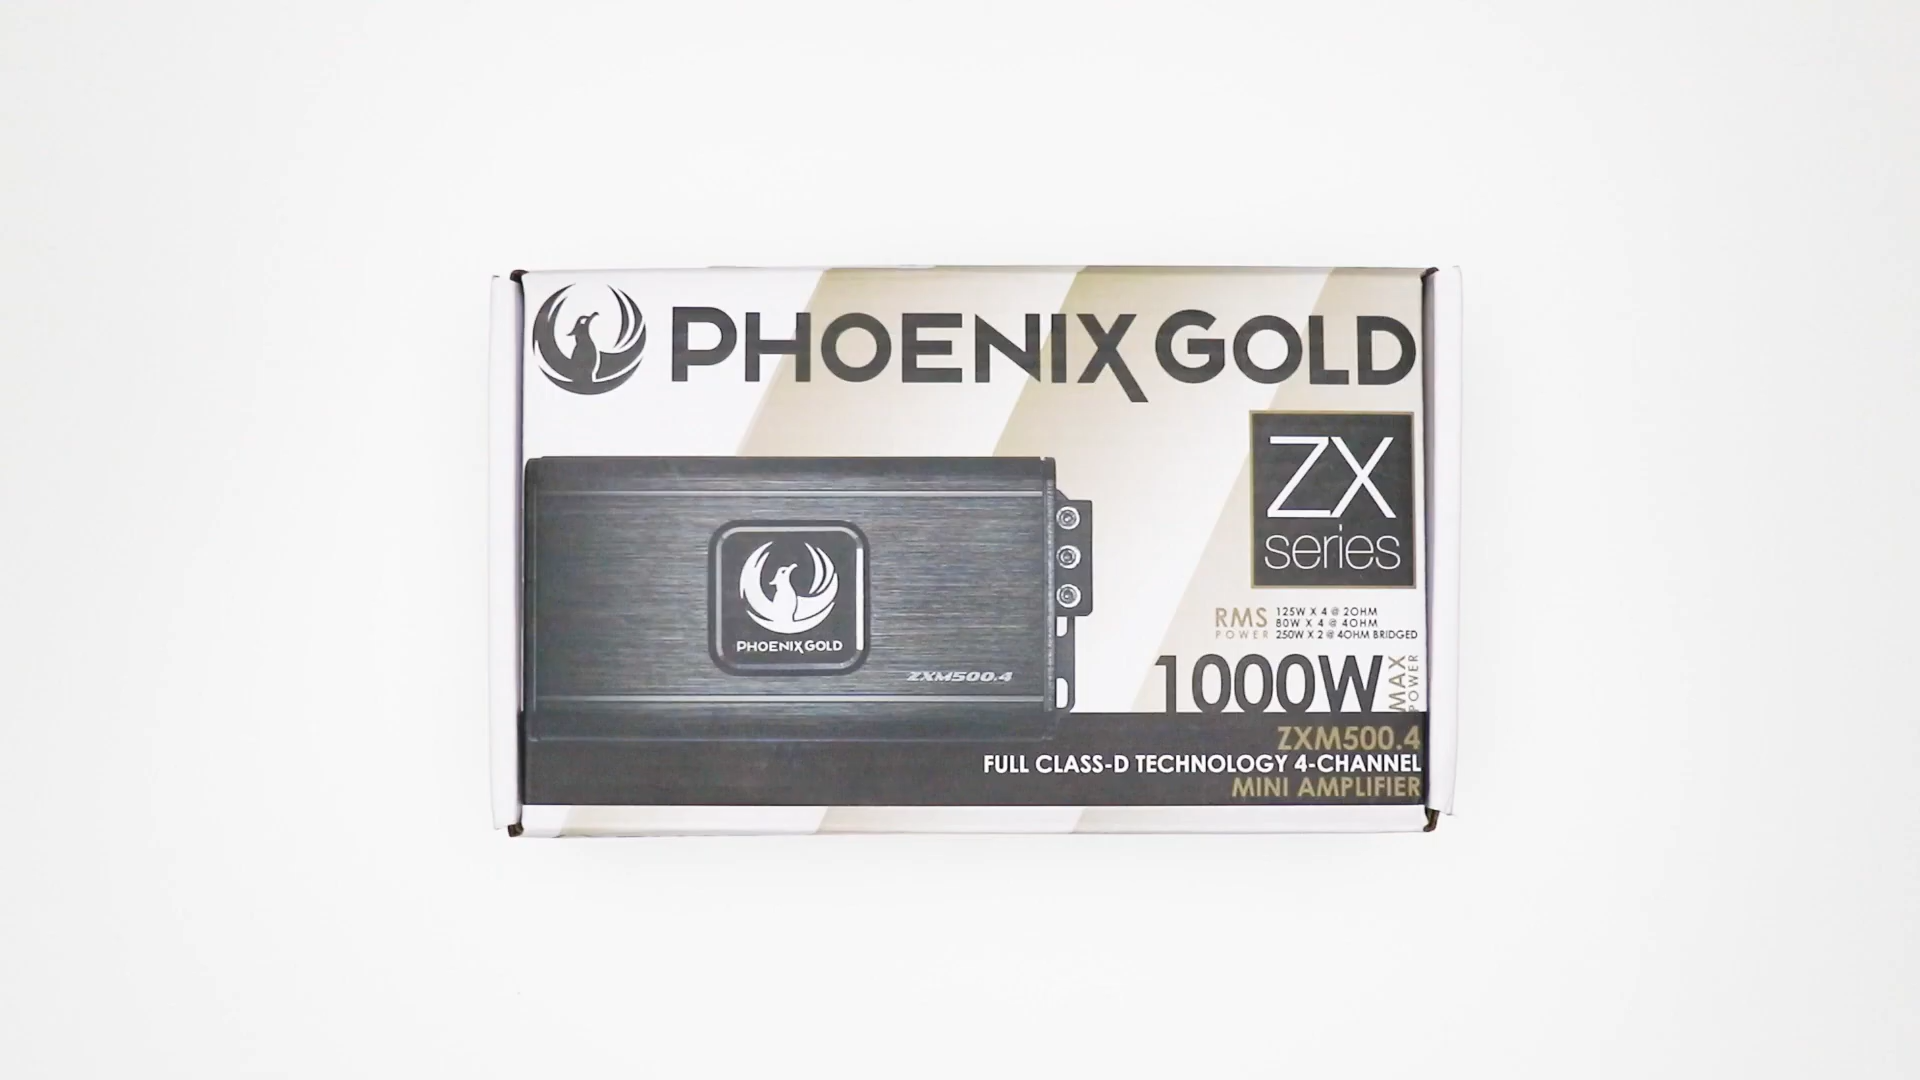 PHOENIX GOLD
ZX
series
PHOENIX GOLD
ZXM500.4
RMS POWER
125W X 4 @ 2OHM
80W X 4 @ 4OHM
250W X 2 @ 4OHM BRIDGED
1000W MAX POWER
ZXM500.4
FULL CLASS-D TECHNOLOGY 4-CHANNEL
MINI AMPLIFIER